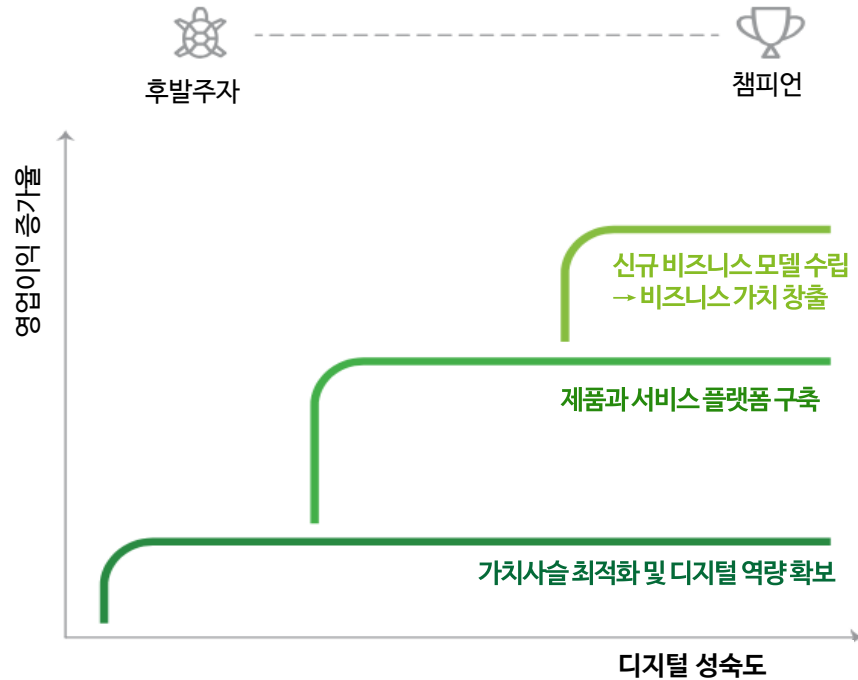 후발주자
챔피언
영업이익 증가율
신규 비즈니스 모델 수립
→ 비즈니스 가치 창출
제품과 서비스 플랫폼 구축
가치사슬 최적화 및 디지털 역량 확보
디지털 성숙도